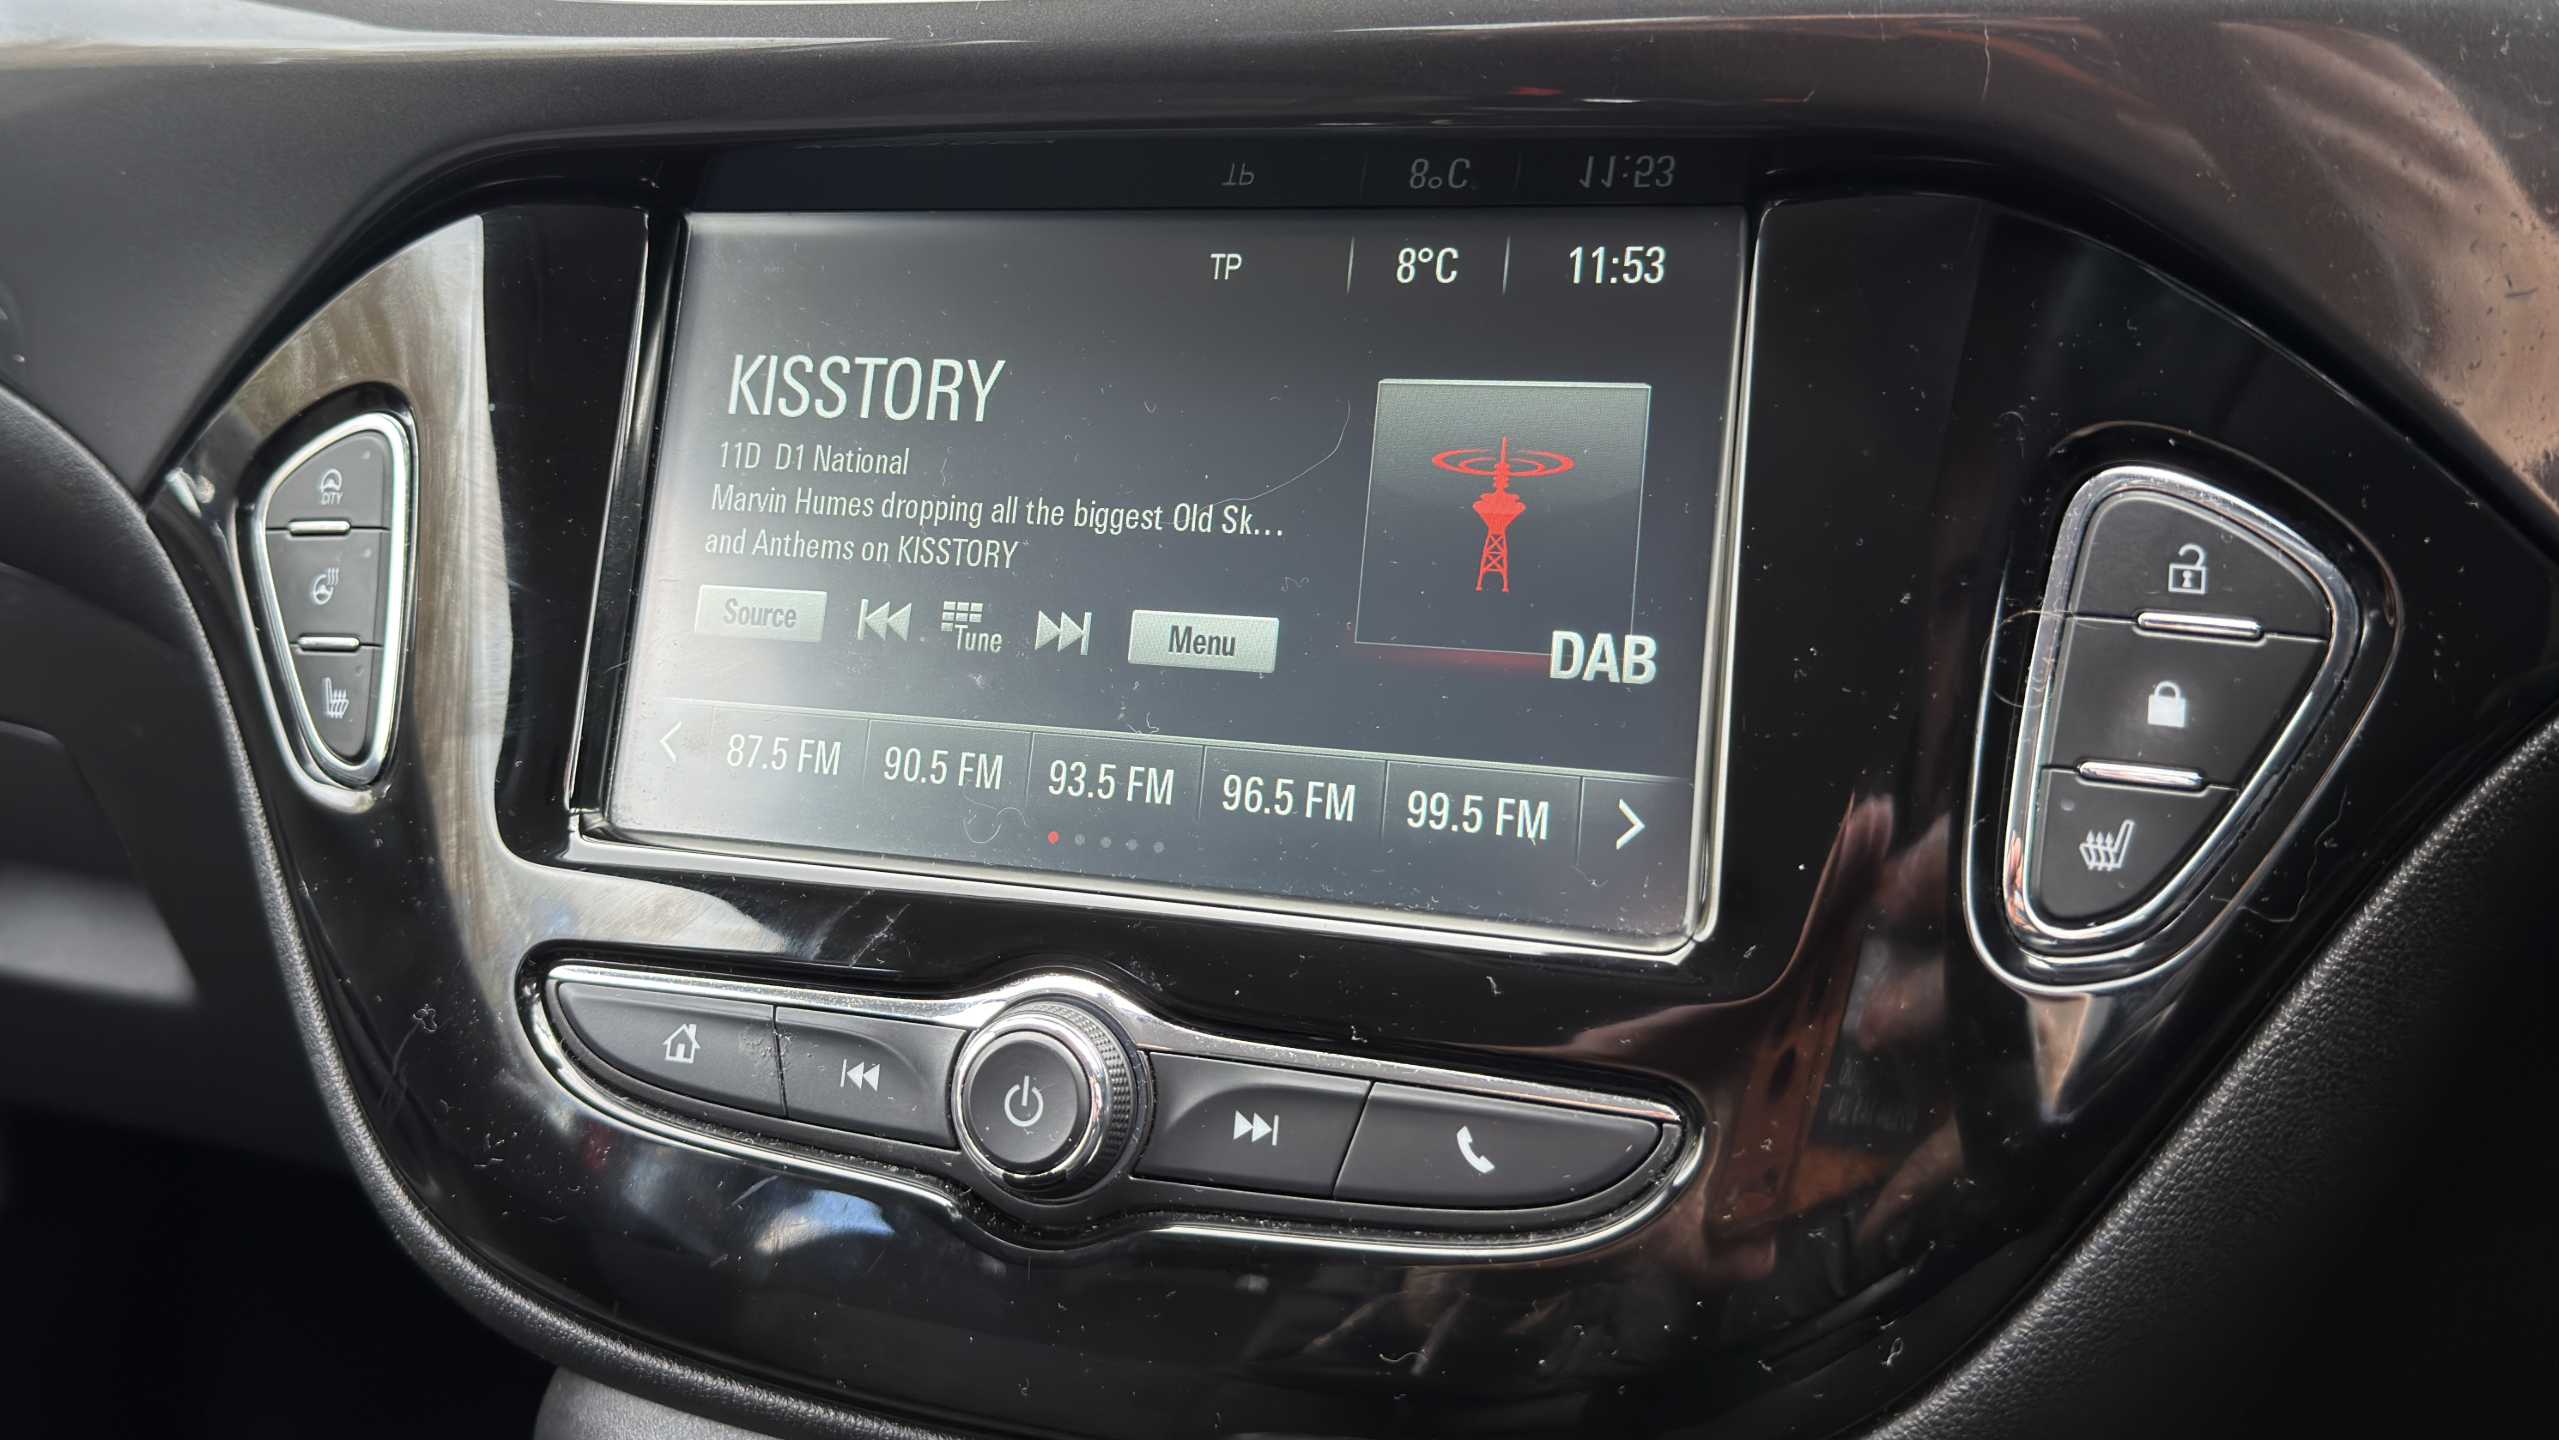 TP 8°C 11:53
KISSTORY
11D D1 National
Marvin Humes dropping all the biggest Old Sk...
and Anthems on KISSTORY
Source Tune Menu
DAB
87.5 FM 90.5 FM 93.5 FM 96.5 FM 99.5 FM
CITY